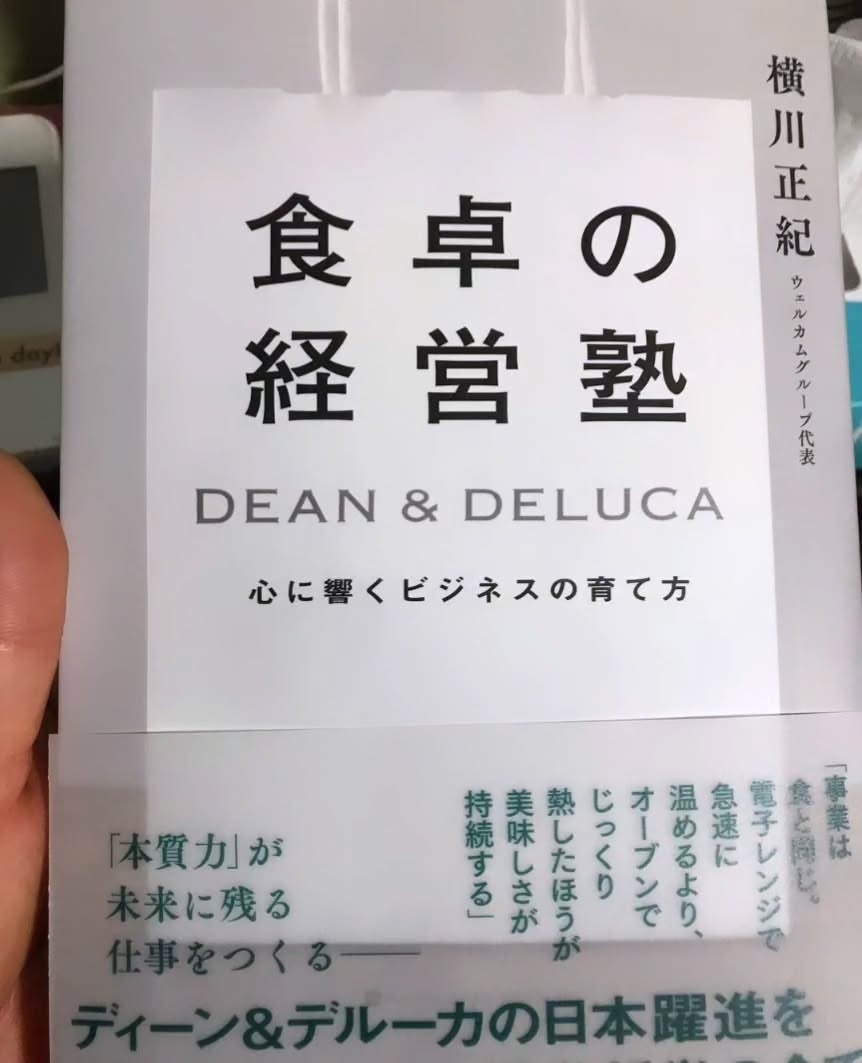 横川正紀
ウェルカムグループ代表
食卓の
経営塾
DEAN & DELUCA
心に響くビジネスの育て方
「事業は
食と同じ。
電子レンジで
急速に
温めるより、
オーブンで
じっくり
熱したほうが
美味しさが
持続する」
「本質力」が
未来に残る
仕事をつくる――
ディーン&デルーカの日本躍進を